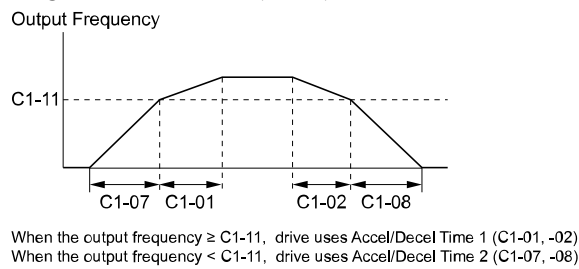 Output Frequency
C1-11
C1-07 C1-01 C1-02 C1-08
When the output frequency ≥ C1-11, drive uses Accel/Decel Time 1 (C1-01, -02)
When the output frequency < C1-11, drive uses Accel/Decel Time 2 (C1-07, -08)